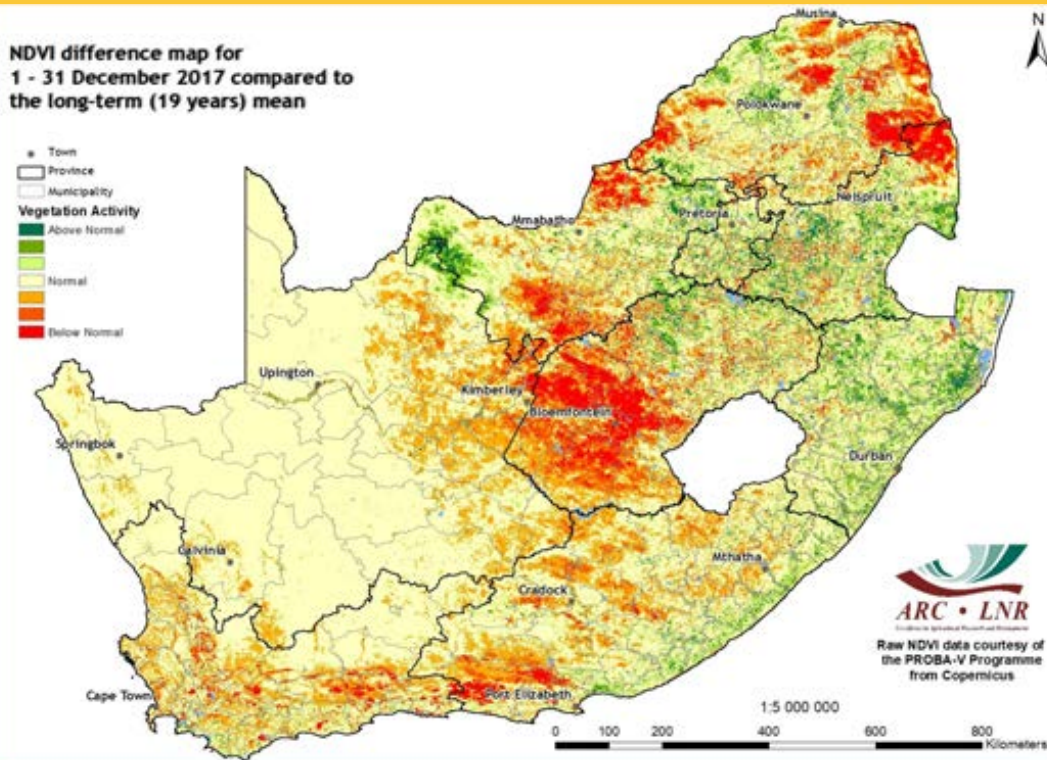 NDVI difference map for
1 - 31 December 2017 compared to
the long-term (19 years) mean
Town
Province
Municipality
Vegetation Activity
Above Normal
Normal
Below Normal
N
Musina
Polokwane
Nelspruit
Pretoria
Mmabatho
Upington
Kimberley
Bloemfontein
Springbok
Durban
Calvinia
Mthatha
Cradock
Cape Town
Port Elizabeth
ARC • LNR
Raw NDVI data courtesy of
the PROBA-V Programme
from Copernicus
1:5 000 000
0 100 200 400 600 800
Kilometers